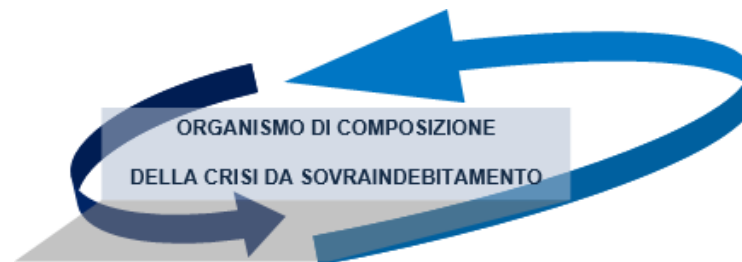 ORGANISMO DI COMPOSIZIONE
DELLA CRISI DA SOVRAINDEBITAMENTO